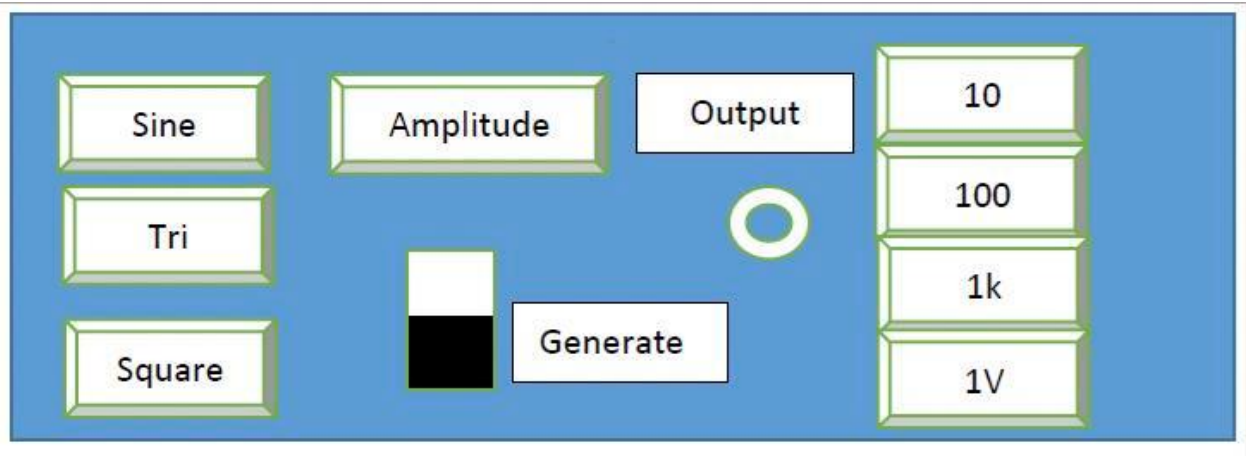 Sine
Amplitude
Output
10
Tri
100
1k
Generate
Square
1V